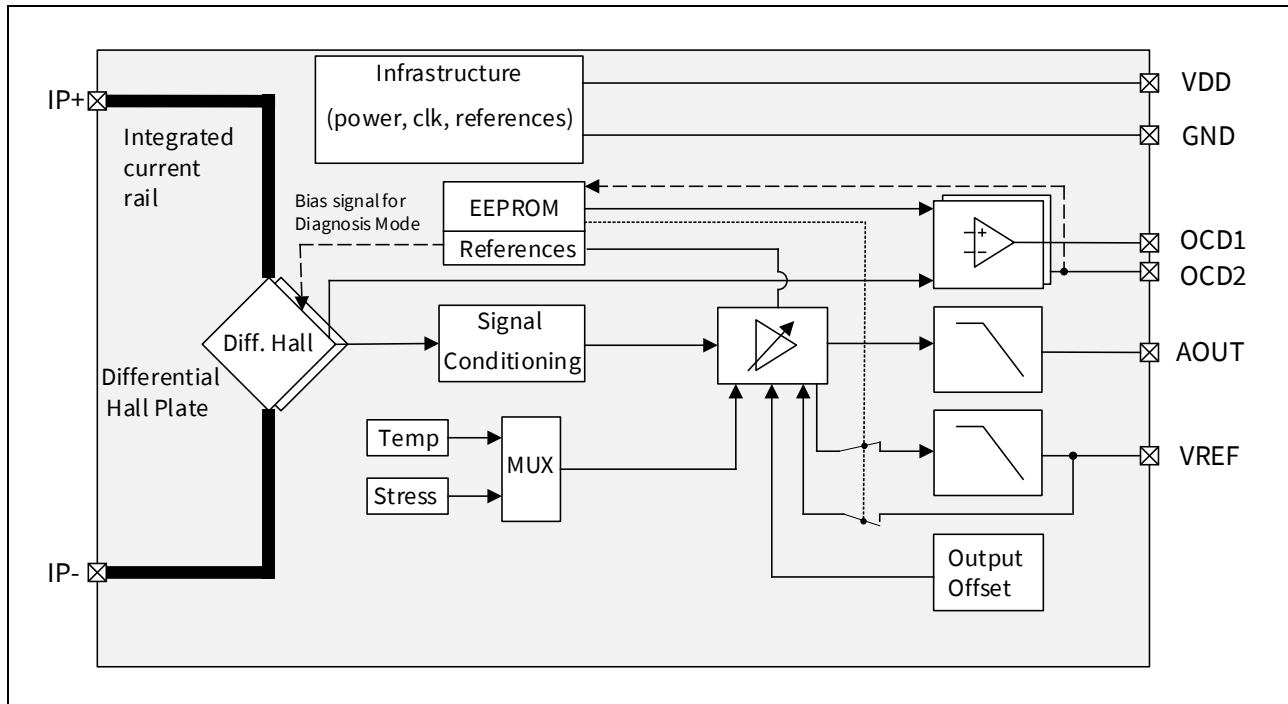 Infrastructure
(power, clk, references)
VDD
GND
IP+
Integrated
current
rail
Bias signal for
Diagnosis Mode
EEPROM
References
+
−
OCD1
OCD2
Diff. Hall
Differential
Hall Plate
Signal
Conditioning
AOUT
Temp
Stress
MUX
VREF
IP-
Output
Offset